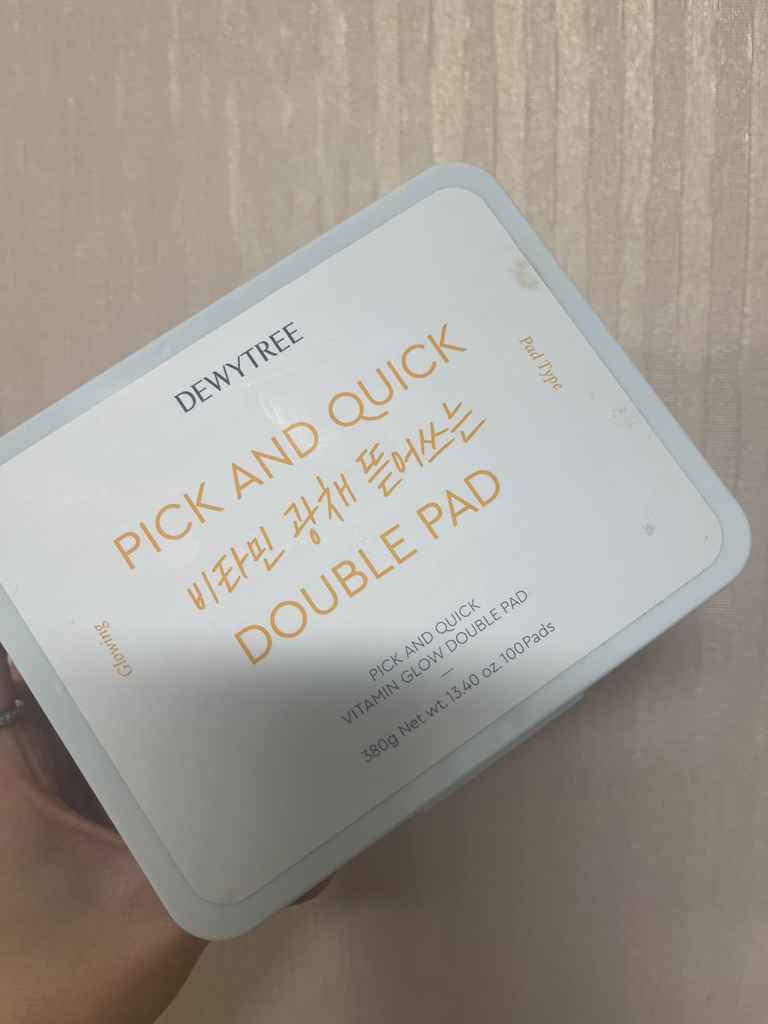 DEWYTREE
PICK AND QUICK
비타민 광채 뜯어쓰는
DOUBLE PAD
Pad Type
Glowing
PICK AND QUICK
VITAMIN GLOW DOUBLE PAD
380g Net wt. 13.40 oz. 100Pads